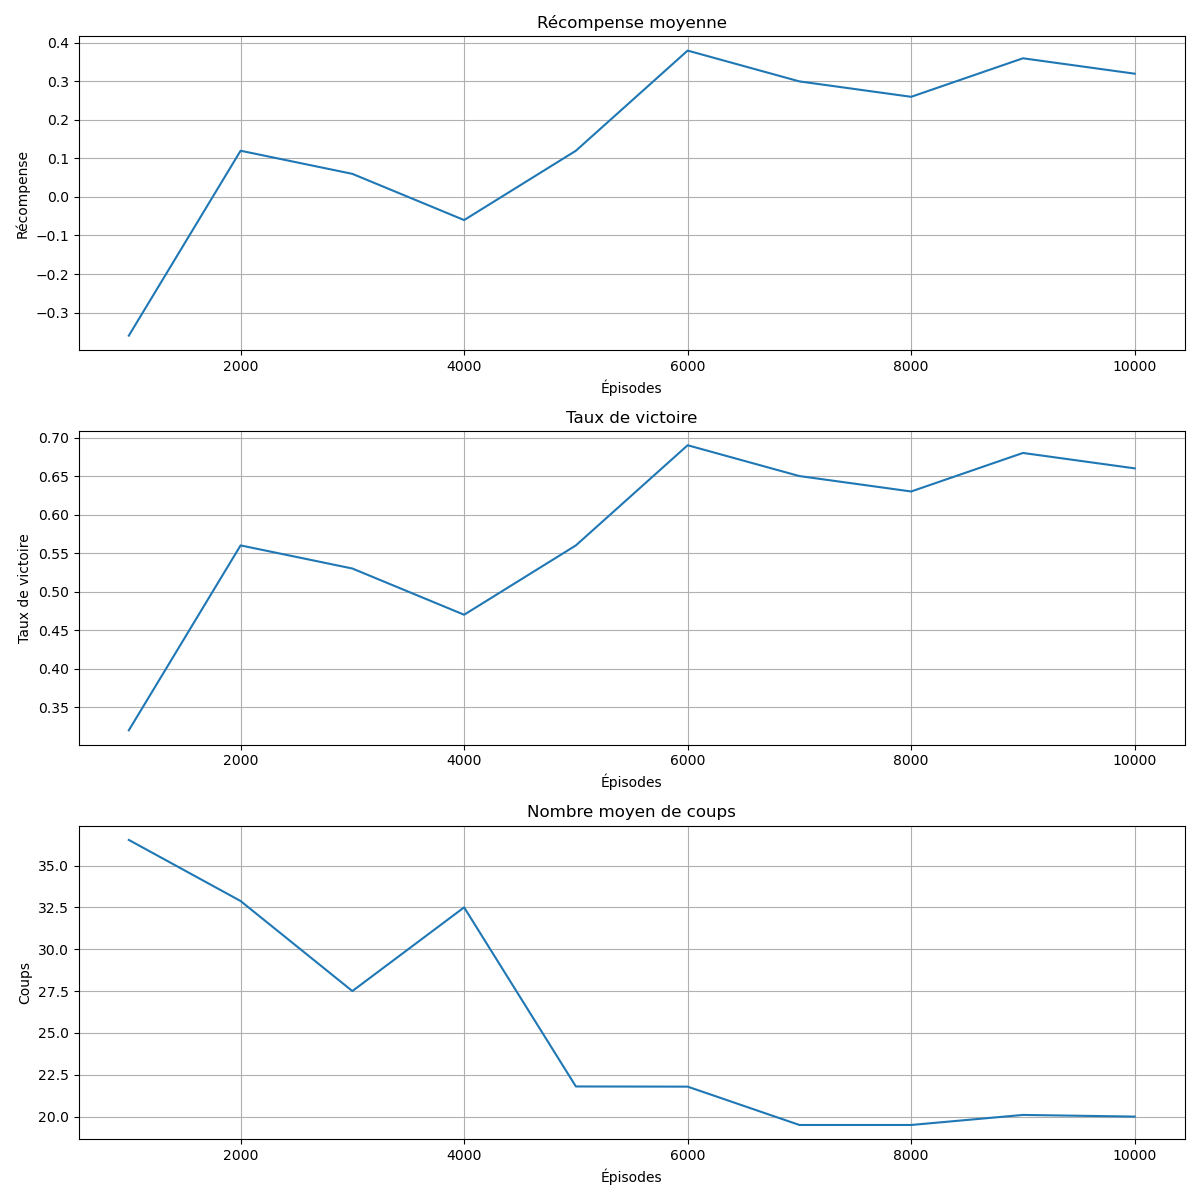 Récompense moyenne
0.4
0.3
0.2
0.1
0.0
−0.1
−0.2
−0.3
Récompense
2000 4000 6000 8000 10000
Épisodes
Taux de victoire
0.70
0.65
0.60
0.55
0.50
0.45
0.40
0.35
Taux de victoire
2000 4000 6000 8000 10000
Épisodes
Nombre moyen de coups
35.0
32.5
30.0
27.5
25.0
22.5
20.0
Coups
2000 4000 6000 8000 10000
Épisodes